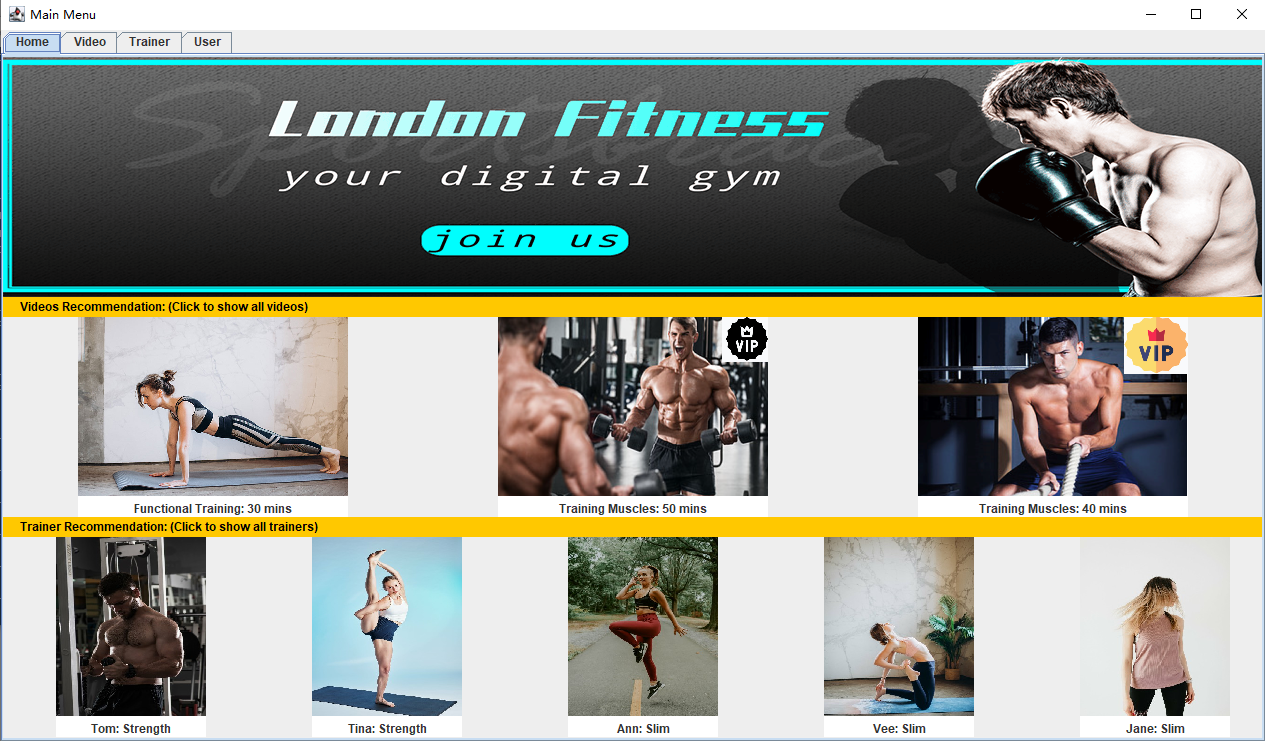 Main Menu
Home Video Trainer User
London Fitness
your digital gym
join us
Videos Recommendation: (Click to show all videos)
VIP
VIP
Functional Training: 30 mins
Training Muscles: 50 mins
Training Muscles: 40 mins
Trainer Recommendation: (Click to show all trainers)
Tom: Strength
Tina: Strength
Ann: Slim
Vee: Slim
Jane: Slim